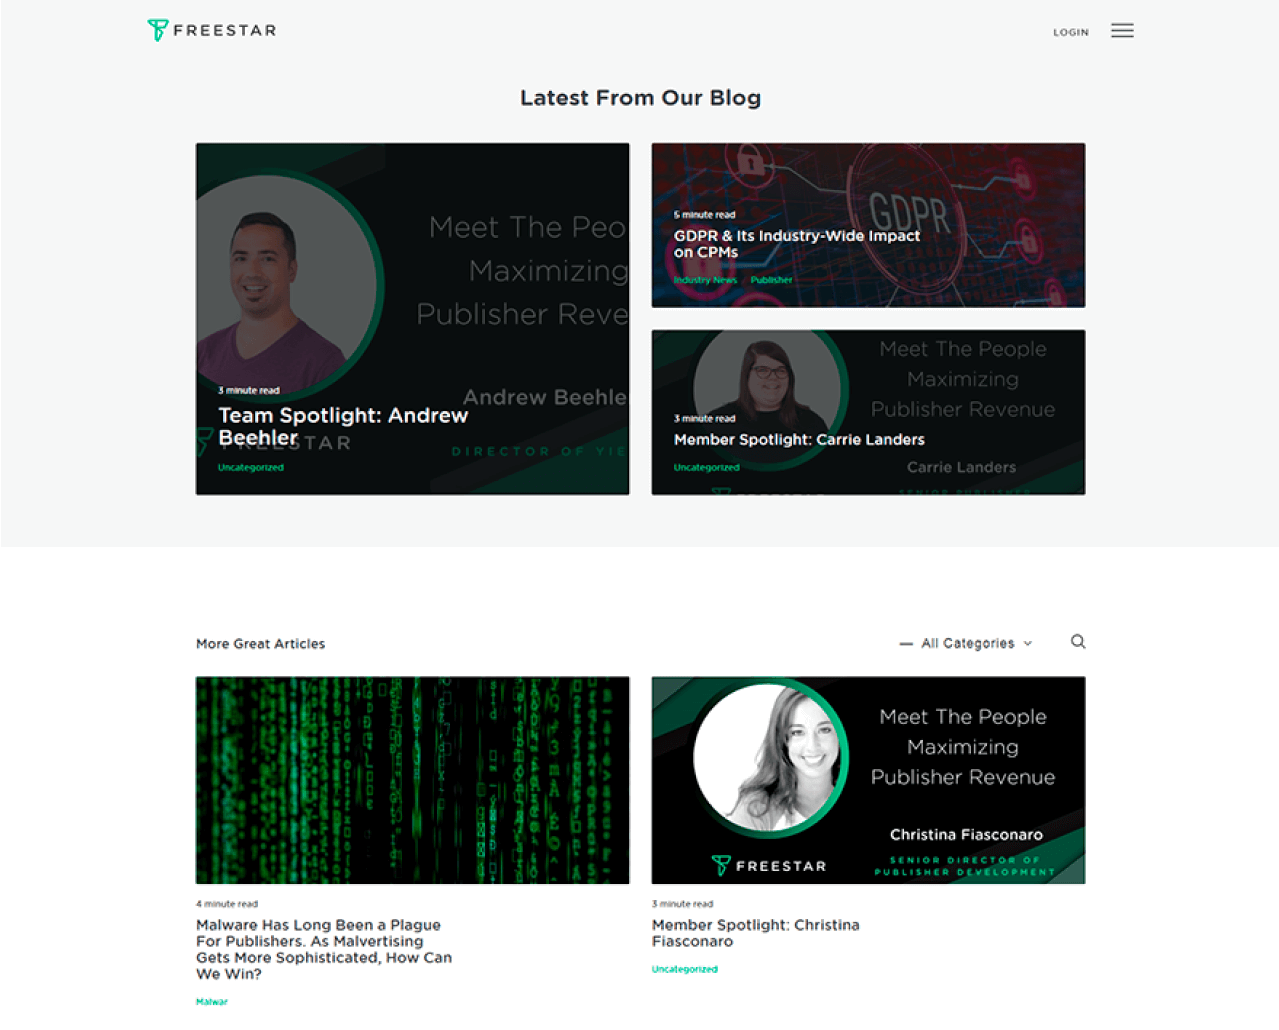 FREESTAR
LOGIN
Latest From Our Blog
Meet The Peo
Maximizing
Publisher Reve
Andrew Beehle
FREESTAR
DIRECTOR OF YIE
3 minute read
Team Spotlight: Andrew
Beehler
Uncategorized
GDPR
5 minute read
GDPR & Its Industry-Wide Impact
on CPMs
Industry News Publisher
Meet The People
Maximizing
Publisher Revenue
Carrie Landers
3 minute read
Member Spotlight: Carrie Landers
Uncategorized
More Great Articles
— All Categories
4 minute read
Malware Has Long Been a Plague
For Publishers. As Malvertising
Gets More Sophisticated, How Can
We Win?
Malwar
Meet The People
Maximizing
Publisher Revenue
Christina Fiasconaro
FREESTAR
SENIOR DIRECTOR OF
PUBLISHER DEVELOPMENT
3 minute read
Member Spotlight: Christina
Fiasconaro
Uncategorized